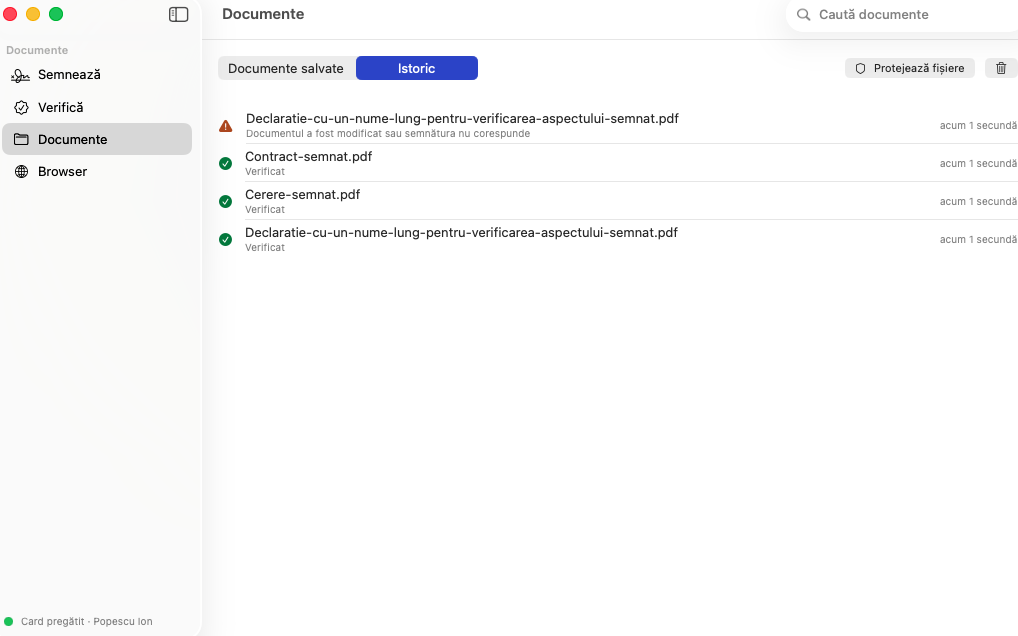 Documente
Caută documente
Documente
Semnează
Verifică
Documente
Browser
Documente salvate
Istoric
Protejează fișiere
Declaratie-cu-un-nume-lung-pentru-verificarea-aspectului-semnat.pdf
Documentul a fost modificat sau semnătura nu corespunde
acum 1 secundă
Contract-semnat.pdf
Verificat
acum 1 secundă
Cerere-semnat.pdf
Verificat
acum 1 secundă
Declaratie-cu-un-nume-lung-pentru-verificarea-aspectului-semnat.pdf
Verificat
acum 1 secundă
Card pregătit · Popescu Ion